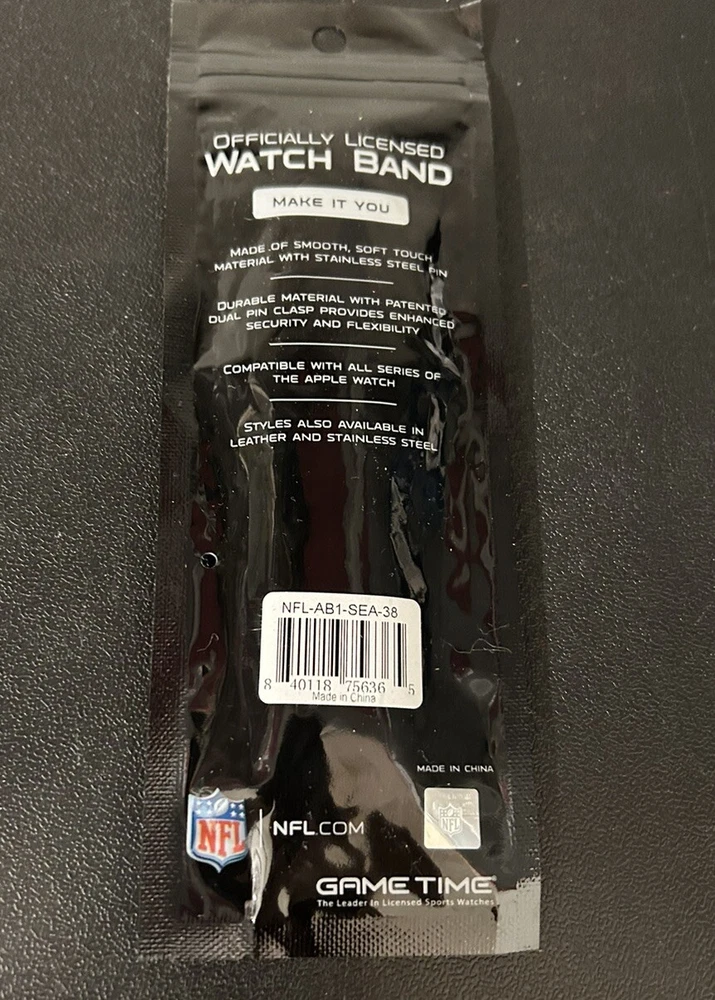 OFFICIALLY LICENSED
WATCH BAND
MAKE IT YOU
MADE OF SMOOTH, SOFT TOUCH
MATERIAL WITH STAINLESS STEEL PIN
DURABLE MATERIAL WITH PATENTED
DUAL PIN CLASP PROVIDES ENHANCED
SECURITY AND FLEXIBILITY
COMPATIBLE WITH ALL SERIES OF
THE APPLE WATCH
STYLES ALSO AVAILABLE IN
LEATHER AND STAINLESS STEEL
NFL-AB1-SEA-38
8 40118 75636 5
Made in China
MADE IN CHINA
NFL
NFL.COM
NFL
GAME TIME®
The Leader In Licensed Sports Watches